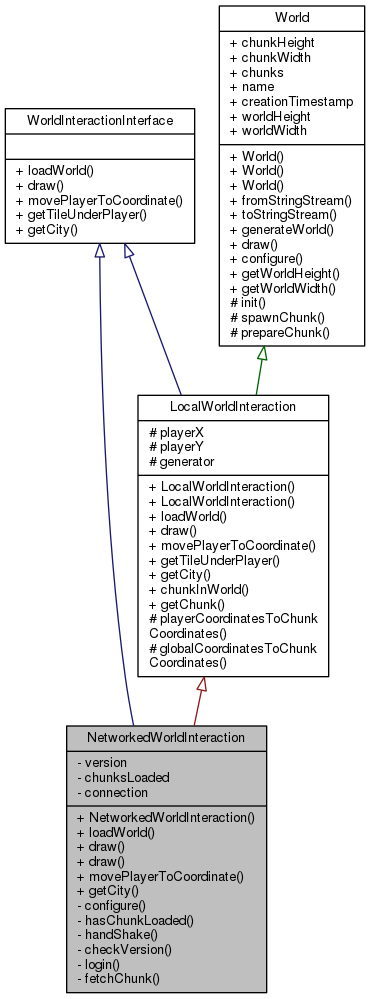 World
+ chunkHeight
+ chunkWidth
+ chunks
+ name
+ creationTimestamp
+ worldHeight
+ worldWidth
+ World()
+ World()
+ World()
+ fromStringStream()
+ toStringStream()
+ generateWorld()
+ draw()
+ configure()
+ getWorldHeight()
+ getWorldWidth()
# init()
# spawnChunk()
# prepareChunk()
WorldInteractionInterface
+ loadWorld()
+ draw()
+ movePlayerToCoordinate()
+ getTileUnderPlayer()
+ getCity()
LocalWorldInteraction
# playerX
# playerY
# generator
+ LocalWorldInteraction()
+ LocalWorldInteraction()
+ loadWorld()
+ draw()
+ movePlayerToCoordinate()
+ getTileUnderPlayer()
+ getCity()
+ chunkInWorld()
+ getChunk()
# playerCoordinatesToChunk
Coordinates()
# globalCoordinatesToChunk
Coordinates()
NetworkedWorldInteraction
- version
- chunksLoaded
- connection
+ NetworkedWorldInteraction()
+ loadWorld()
+ draw()
+ draw()
+ movePlayerToCoordinate()
+ getCity()
- configure()
- hasChunkLoaded()
- handShake()
- checkVersion()
- login()
- fetchChunk()